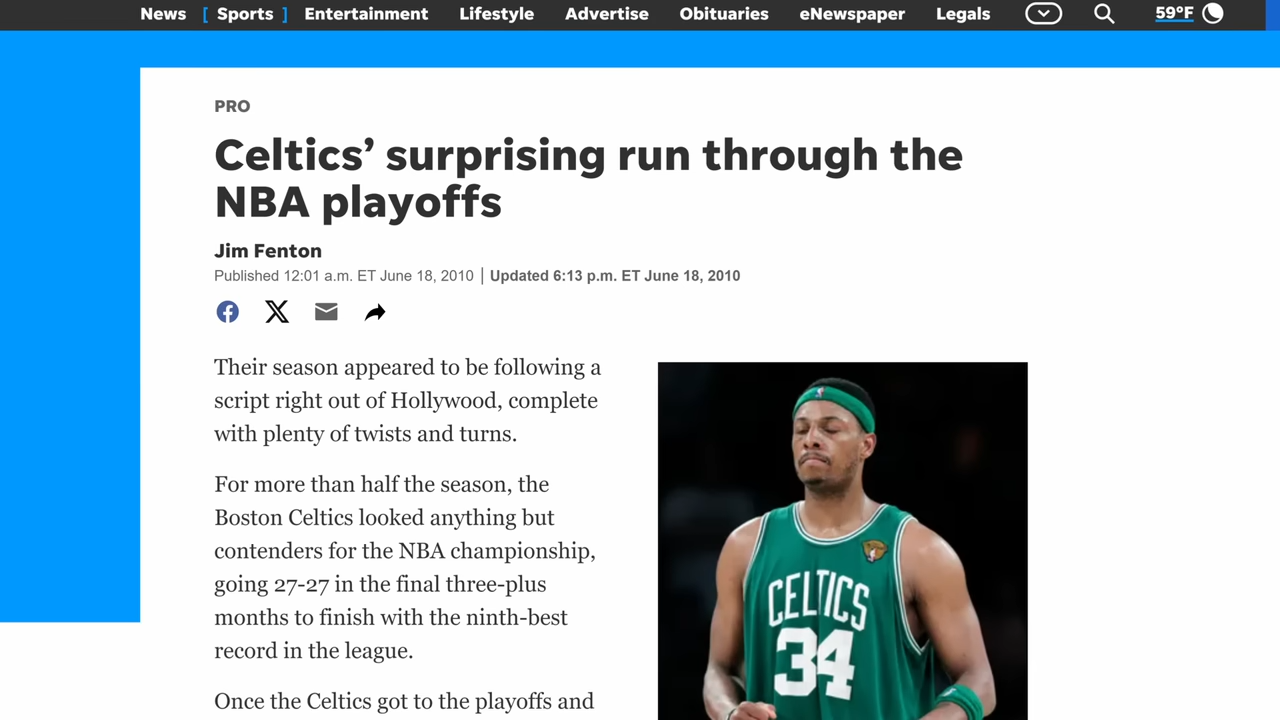 News [ Sports ] Entertainment Lifestyle Advertise Obituaries eNewspaper Legals 59°F
PRO
Celtics’ surprising run through the
NBA playoffs
Jim Fenton
Published 12:01 a.m. ET June 18, 2010 | Updated 6:13 p.m. ET June 18, 2010
Their season appeared to be following a
script right out of Hollywood, complete
with plenty of twists and turns.
For more than half the season, the
Boston Celtics looked anything but
contenders for the NBA championship,
going 27-27 in the final three-plus
months to finish with the ninth-best
record in the league.
Once the Celtics got to the playoffs and
CELTICS
34